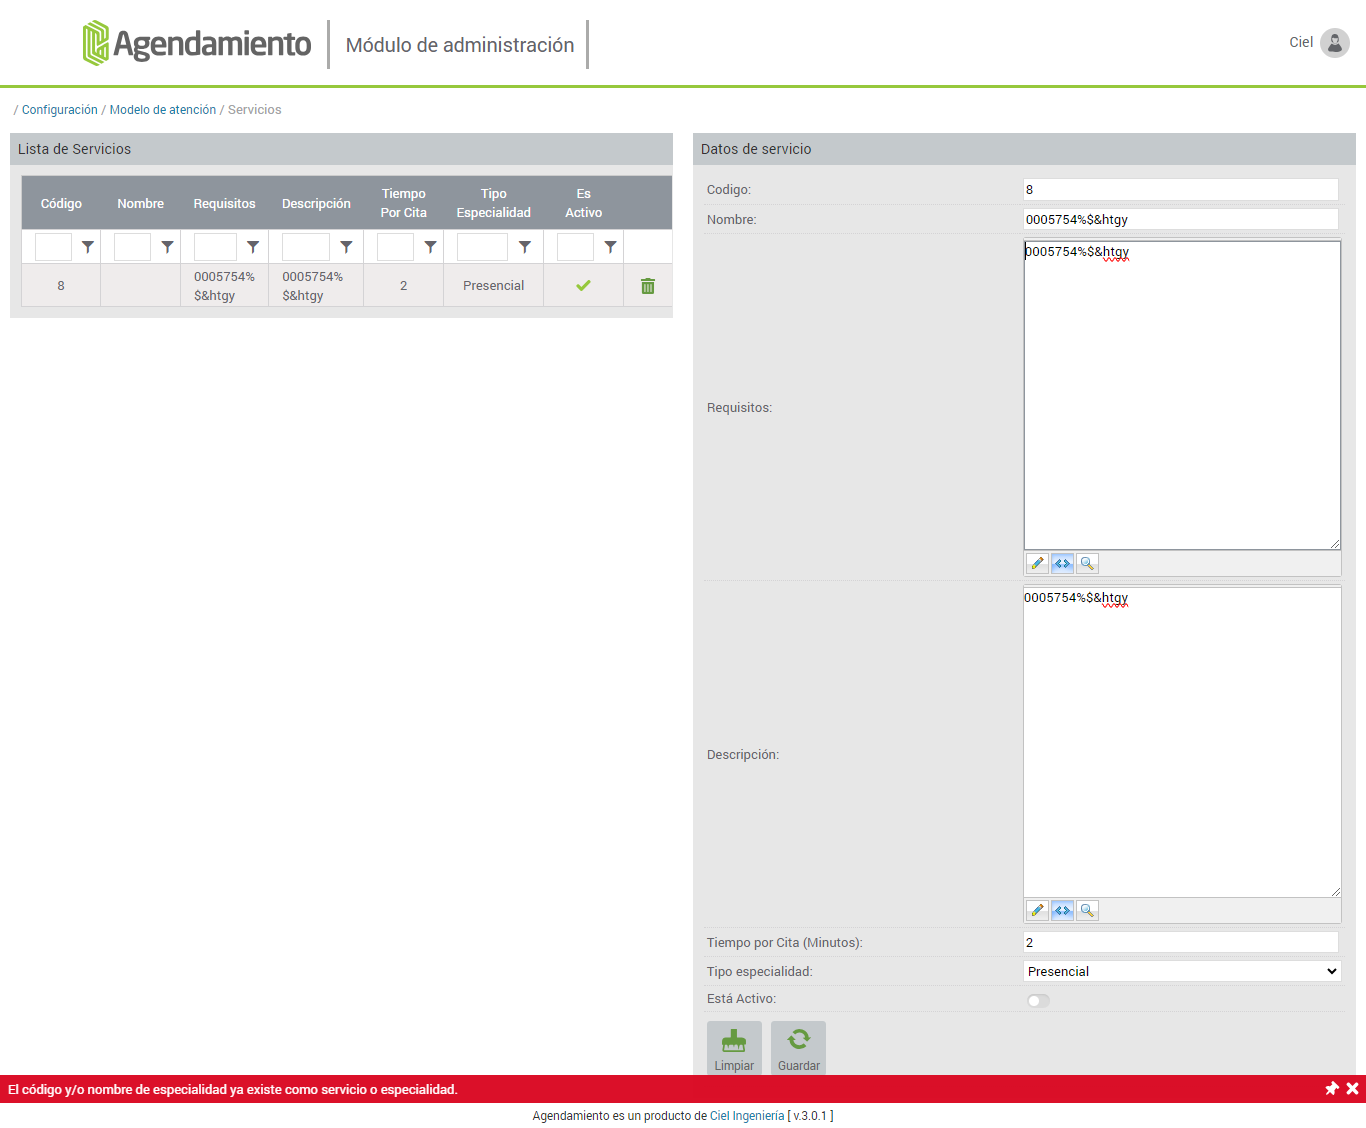 Agendamiento
Módulo de administración
Ciel
/ Configuración / Modelo de atención / Servicios
Lista de Servicios
Código Nombre Requisitos Descripción Tiempo Por Cita Tipo Especialidad Es Activo
8 0005754%$&htgy 0005754%$&htgy 2 Presencial
Datos de servicio
Codigo: 8
Nombre: 0005754%$&htgy
Requisitos: 0005754%$&htgy
Descripción: 0005754%$&htgy
Tiempo por Cita (Minutos): 2
Tipo especialidad: Presencial
Está Activo:
Limpiar Guardar
El código y/o nombre de especialidad ya existe como servicio o especialidad.
Agendamiento es un producto de Ciel Ingeniería [ v.3.0.1 ]